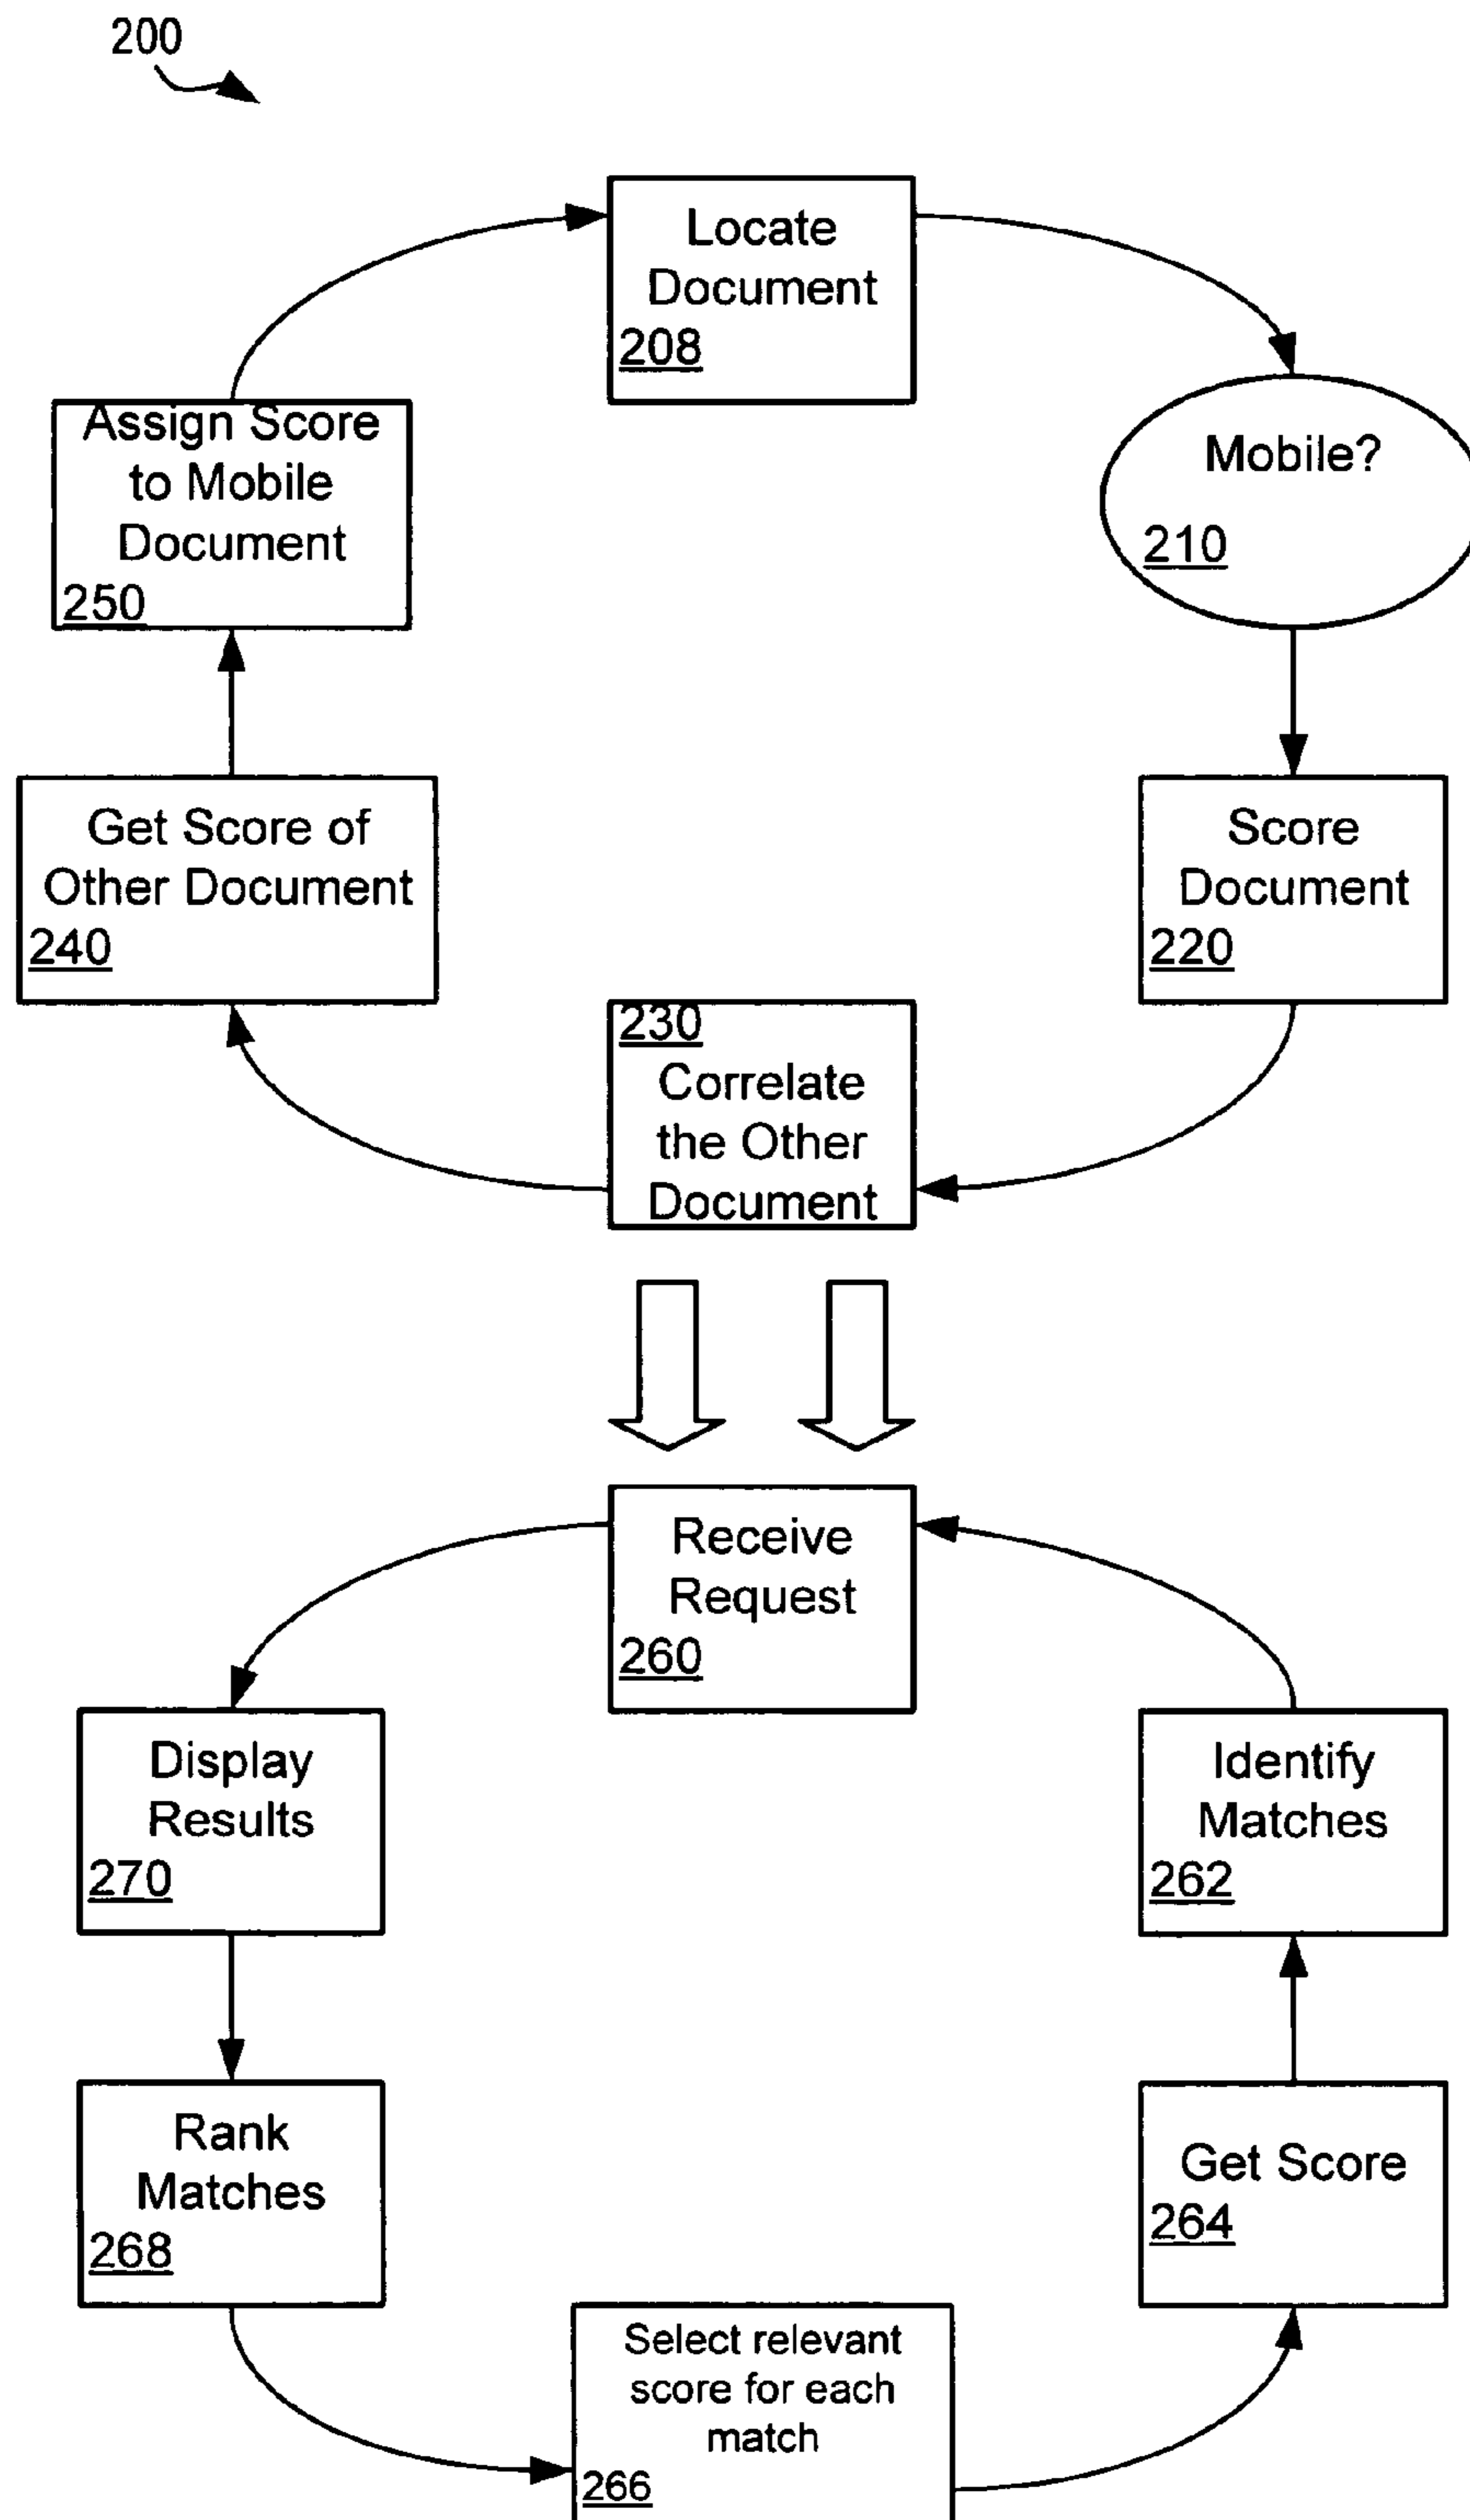 200
Locate
Document
208
Mobile?
210
Assign Score
to Mobile
Document
250
Get Score of
Other Document
240
Score
Document
220
230
Correlate
the Other
Document
Receive
Request
260
Display
Results
270
Identify
Matches
262
Rank
Matches
268
Get Score
264
Select relevant
score for each
match
266